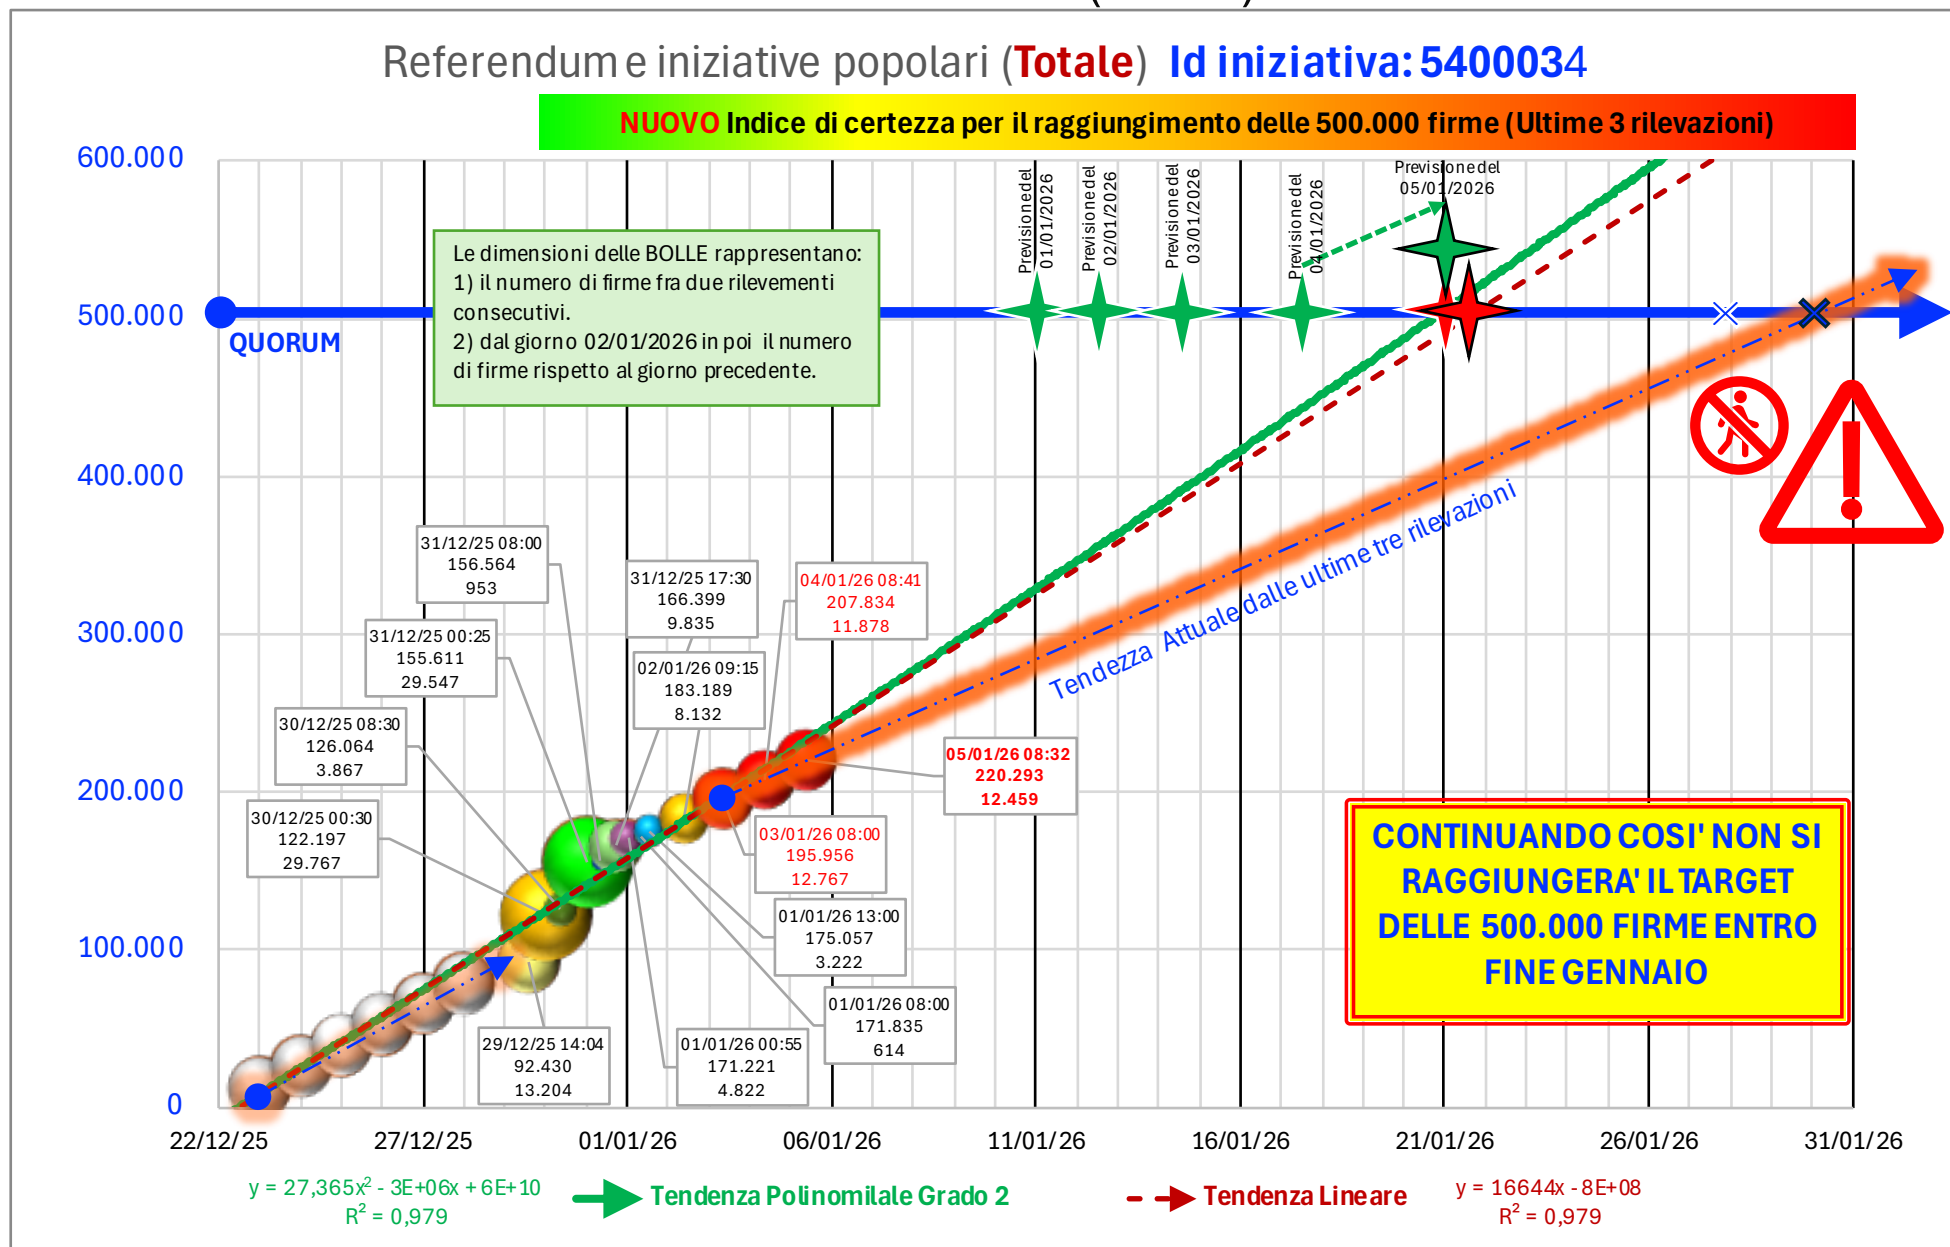 Referendum e iniziative popolari (Totale) Id iniziativa: 5400034
NUOVO Indice di certezza per il raggiungimento delle 500.000 firme (Ultime 3 rilevazioni)
600.000
500.000
400.000
300.000
200.000
100.000
0
QUORUM
Le dimensioni delle BOLLE rappresentano:
1) il numero di firme fra due rilevementi
consecutivi.
2) dal giorno 02/01/2026 in poi il numero
di firme rispetto al giorno precedente.
Previsione del
01/01/2026
Previsione del
02/01/2026
Previsione del
03/01/2026
Previsione del
04/01/2026
Previsione del
05/01/2026
31/12/25 08:00
156.564
953
31/12/25 17:30
166.399
9.835
04/01/26 08:41
207.834
11.878
31/12/25 00:25
155.611
29.547
02/01/26 09:15
183.189
8.132
30/12/25 08:30
126.064
3.867
05/01/26 08:32
220.293
12.459
30/12/25 00:30
122.197
29.767
03/01/26 08:00
195.956
12.767
01/01/26 13:00
175.057
3.222
01/01/26 08:00
171.835
614
29/12/25 14:04
92.430
13.204
01/01/26 00:55
171.221
4.822
Tendezza Attuale dalle ultime tre rilevazioni
CONTINUANDO COSI' NON SI
RAGGIUNGERA' IL TARGET
DELLE 500.000 FIRME ENTRO
FINE GENNAIO
22/12/25
27/12/25
01/01/26
06/01/26
11/01/26
16/01/26
21/01/26
26/01/26
31/01/26
y = 27,365x² - 3E+06x + 6E+10
R² = 0,979
Tendenza Polinomilale Grado 2
Tendenza Lineare
y = 16644x - 8E+08
R² = 0,979